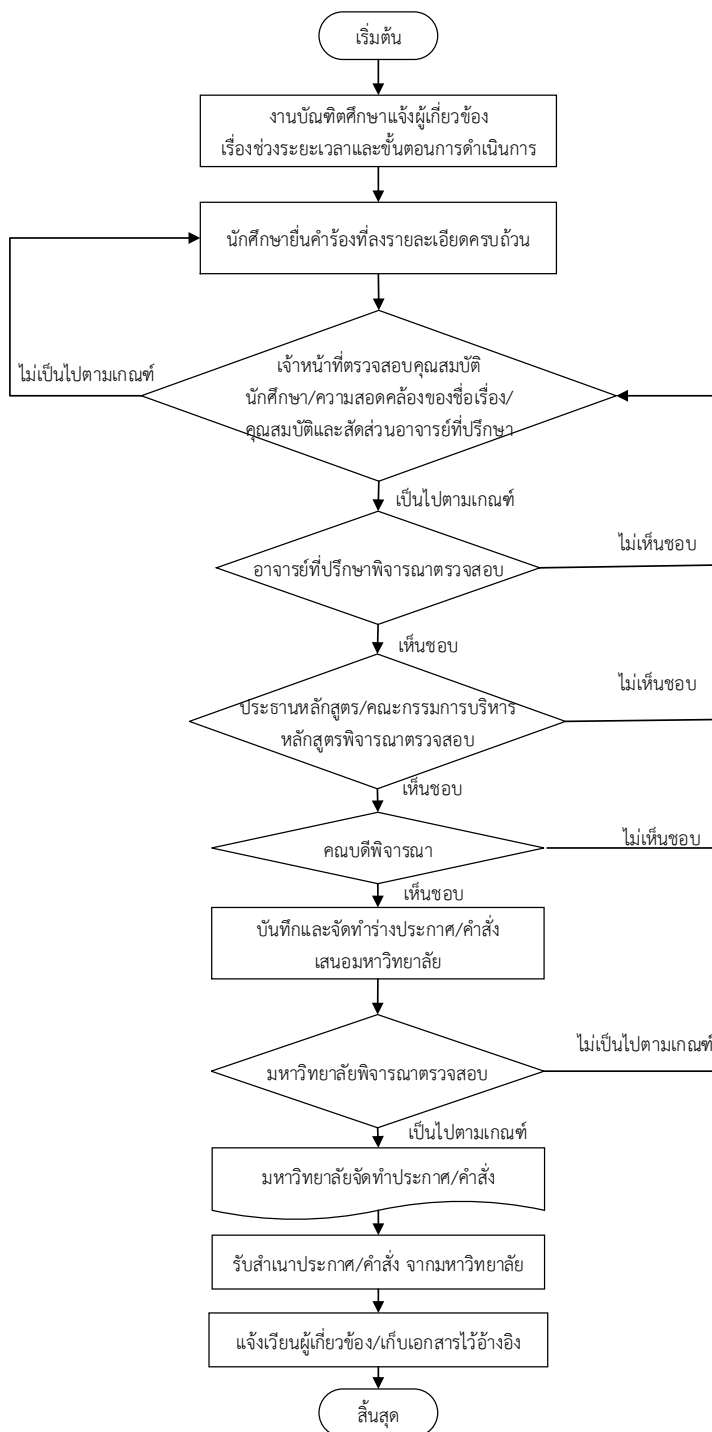 เริ่มต้น
งานบัณฑิตศึกษาแจ้งผู้เกี่ยวข้อง
เรื่องช่วงระยะเวลาและขั้นตอนการดำเนินการ
นักศึกษายื่นคำร้องที่ลงรายละเอียดครบถ้วน
ไม่เป็นไปตามเกณฑ์
เจ้าหน้าที่ตรวจสอบคุณสมบัติ
นักศึกษา/ความสอดคล้องของชื่อเรื่อง/
คุณสมบัติและสัดส่วนอาจารย์ที่ปรึกษา
เป็นไปตามเกณฑ์
ไม่เห็นชอบ
อาจารย์ที่ปรึกษาพิจารณาตรวจสอบ
เห็นชอบ
ไม่เห็นชอบ
ประธานหลักสูตร/คณะกรรมการบริหาร
หลักสูตรพิจารณาตรวจสอบ
เห็นชอบ
ไม่เห็นชอบ
คณบดีพิจารณา
เห็นชอบ
บันทึกและจัดทำร่างประกาศ/คำสั่ง
เสนอมหาวิทยาลัย
ไม่เป็นไปตามเกณฑ์
มหาวิทยาลัยพิจารณาตรวจสอบ
เป็นไปตามเกณฑ์
มหาวิทยาลัยจัดทำประกาศ/คำสั่ง
รับสำเนาประกาศ/คำสั่ง จากมหาวิทยาลัย
แจ้งเวียนผู้เกี่ยวข้อง/เก็บเอกสารไว้อ้างอิง
สิ้นสุด